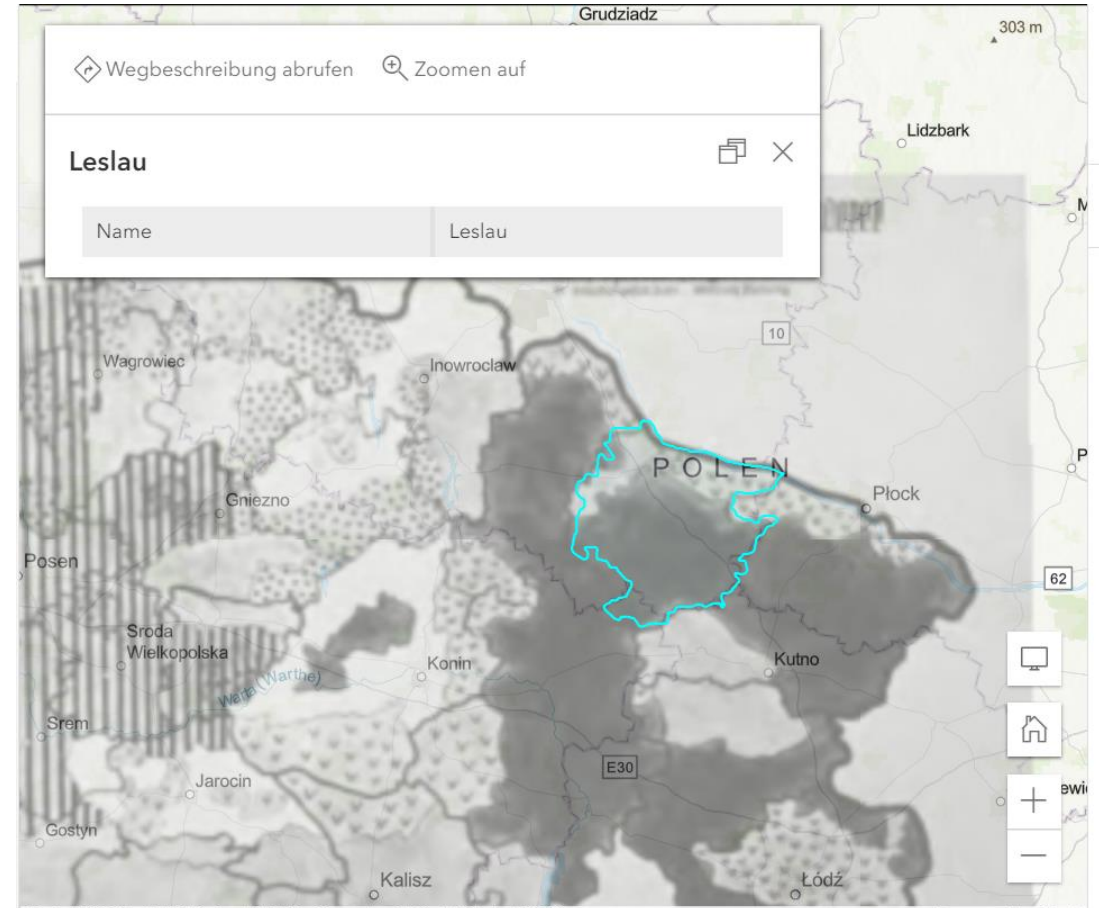 Grudziadz
303 m
Wegbeschreibung abrufen Zoomen auf
Lidzbark
Leslau
Name Leslau
10
Wagrowiec
Inowroclaw
POLEN
Płock
Gniezno
Posen
62
Sroda
Wielkopolska
Kutno
Konin
Warta (Warthe)
Srem
E30
Jarocin
Gostyn
Kalisz
Łódź